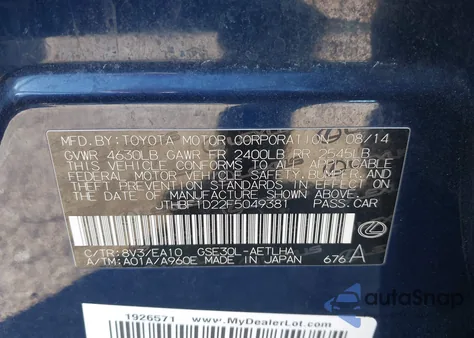 MFD. BY: TOYOTA MOTOR CORPORATION 08/14
GVWR 4630LB GAWR FR 2400LB RR 2545LB
THIS VEHICLE CONFORMS TO ALL APPLICABLE
FEDERAL MOTOR VEHICLE SAFETY, BUMPER, AND
THEFT PREVENTION STANDARDS IN EFFECT ON THE
DATE OF MANUFACTURE SHOWN ABOVE.
JTHBF1D22F5049381 PASS. CAR
C/TR: 8V3/EA10 GSE30L-AETLHA
A/TM: A01A/A960E MADE IN JAPAN 676 A
1926571 www.
MyDealerLot.com
autoSnap